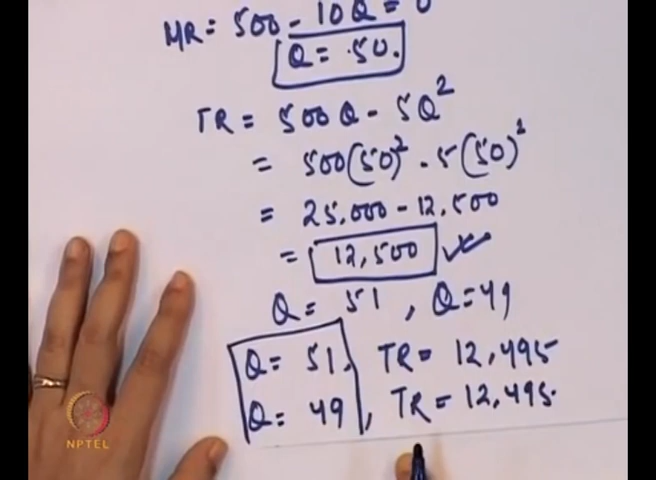 MR = 500 - 10Q = 0
Q = 50.
TR = 500Q - 5Q²
= 500(50)² - 5(50)²
= 25,000 - 12,500
= 12,500
Q = 51, Q = 49
Q = 51, TR = 12,495
Q = 49, TR = 12,495.
NPTEL